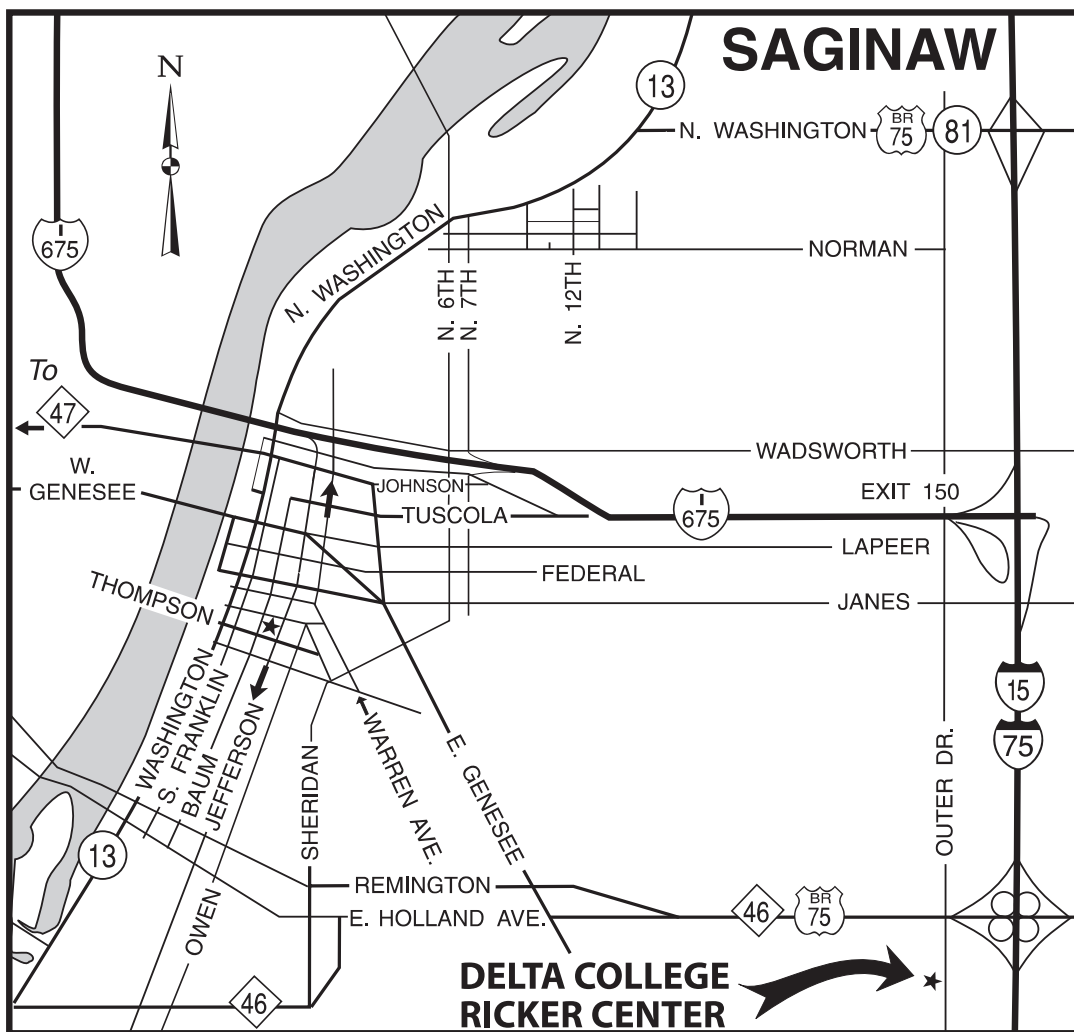 SAGINAW
N
13
N. WASHINGTON
BR
75
81
I
675
N. WASHINGTON
NORMAN
N. 6TH
N. 7TH
N. 12TH
To
47
WADSWORTH
W.
GENESEE
JOHNSON
EXIT 150
TUSCOLA
I
675
LAPEER
FEDERAL
THOMPSON
JANES
15
75
WASHINGTON
S. FRANKLIN
BAUM
JEFFERSON
SHERIDAN
WARREN AVE.
E. GENESEE
OUTER DR.
13
OWEN
REMINGTON
E. HOLLAND AVE.
46
BR
75
46
DELTA COLLEGE
RICKER CENTER